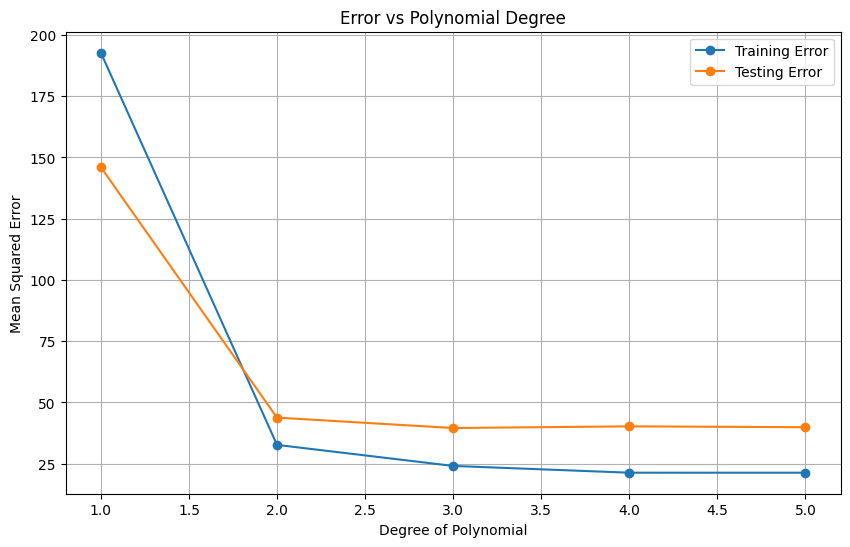 Error vs Polynomial Degree
200
175
150
125
100
75
50
25
Mean Squared Error
Training Error
Testing Error
1.0 1.5 2.0 2.5 3.0 3.5 4.0 4.5 5.0
Degree of Polynomial